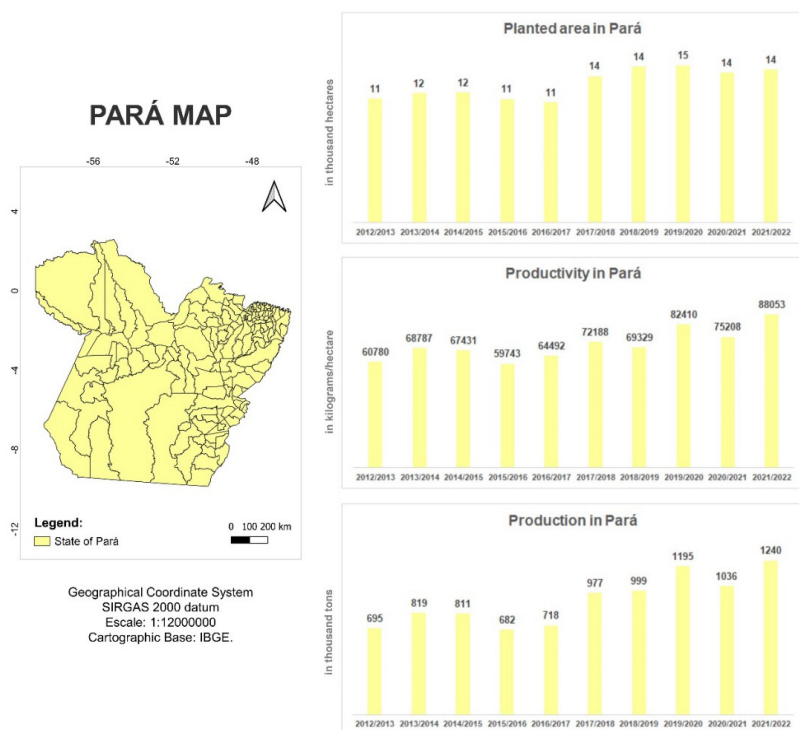 PARÁ MAP
-56 -52 -48
4
0
-4
-8
-12
Legend:
State of Pará
0 100 200 km
Geographical Coordinate System
SIRGAS 2000 datum
Escale: 1:12000000
Cartographic Base: IBGE.
Planted area in Pará
in thousand hectares
11 12 12 11 11 14 14 15 14 14
2012/2013 2013/2014 2014/2015 2015/2016 2016/2017 2017/2018 2018/2019 2019/2020 2020/2021 2021/2022
Productivity in Pará
in kilograms/hectare
60780 68787 67431 59743 64492 72188 69329 82410 75208 88053
2012/2013 2013/2014 2014/2015 2015/2016 2016/2017 2017/2018 2018/2019 2019/2020 2020/2021 2021/2022
Production in Pará
in thousand tons
695 819 811 682 718 977 999 1195 1036 1240
2012/2013 2013/2014 2014/2015 2015/2016 2016/2017 2017/2018 2018/2019 2019/2020 2020/2021 2021/2022